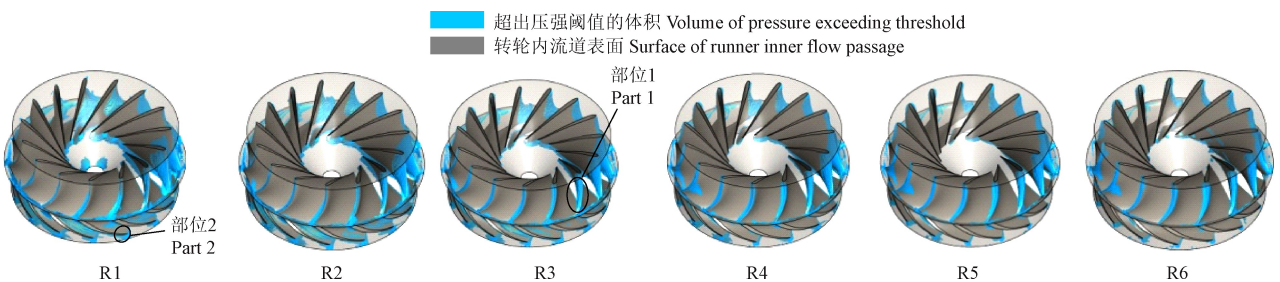 超出压强阈值的体积 Volume of pressure exceeding threshold
转轮内流道表面 Surface of runner inner flow passage
部位1
Part 1
部位2
Part 2
R1
R2
R3
R4
R5
R6